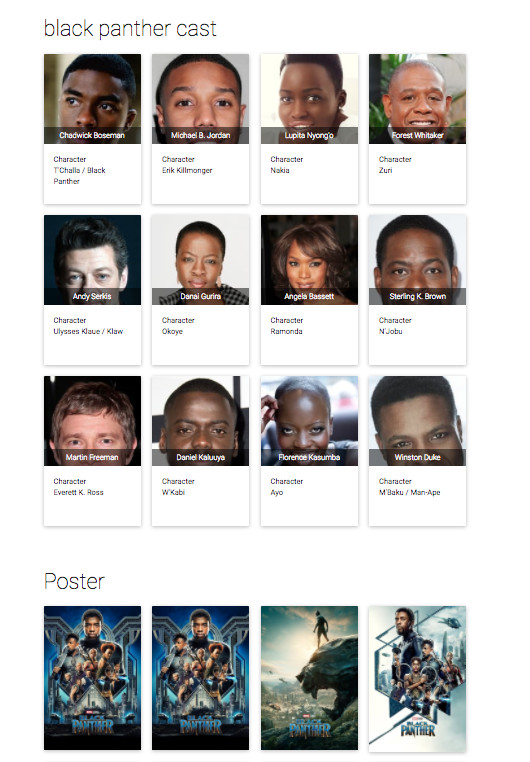 black panther cast
Chadwick Boseman
Michael B. Jordan
Lupita Nyong'o
Forest Whitaker
Character
T'Challa / Black
Panther
Character
Erik Killmonger
Character
Nakia
Character
Zuri
Andy Serkis
Danai Gurira
Angela Bassett
Sterling K. Brown
Character
Ulysses Klaue / Klaw
Character
Okoye
Character
Ramonda
Character
N'Jobu
Martin Freeman
Daniel Kaluuya
Florence Kasumba
Winston Duke
Character
Everett K. Ross
Character
W'Kabi
Character
Ayo
Character
M'Baku / Man-Ape
Poster
BLACK
PANTHER
BLACK
PANTHER
BLACK
PANTHER
BLACK
PANTHER